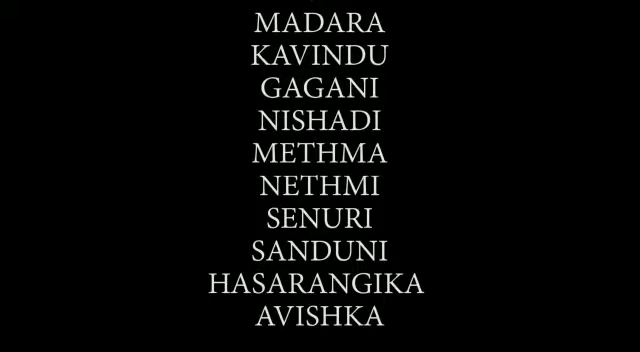 MADARA
KAVINDU
GAGANI
NISHADI
METHMA
NETHMI
SENURI
SANDUNI
HASARANGIKA
AVISHKA